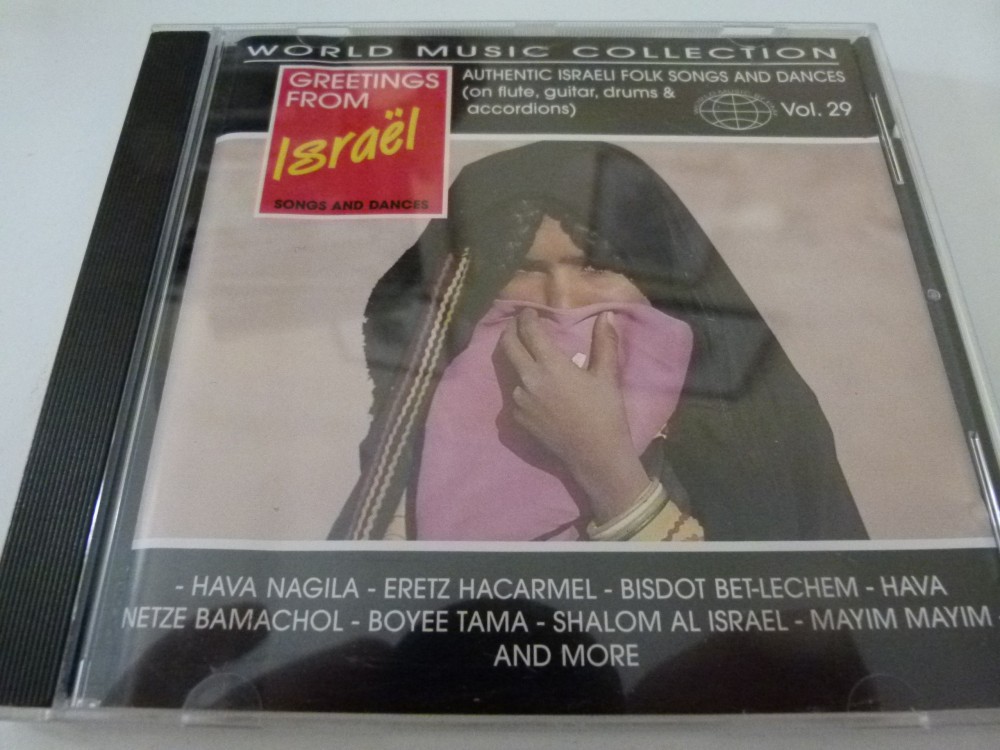 WORLD MUSIC COLLECTION
GREETINGS
FROM
Israël
SONGS AND DANCES
AUTHENTIC ISRAELI FOLK SONGS AND DANCES
(on flute, guitar, drums &
accordions)
Vol. 29
- HAVA NAGILA - ERETZ HACARMEL - BISDOT BET-LECHEM - HAVA
NETZE BAMACHOL - BOYEE TAMA - SHALOM AL ISRAEL - MAYIM MAYIM
AND MORE